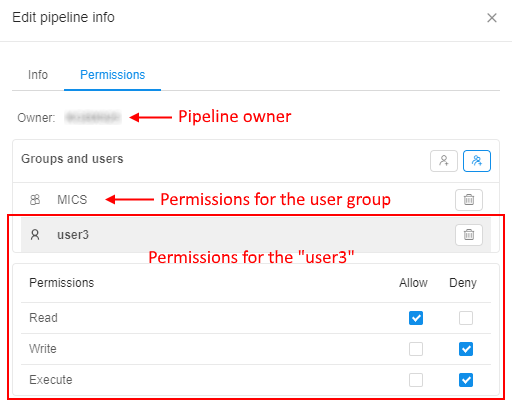 Edit pipeline info
Info Permissions
Owner: Pipeline owner
Groups and users
MICS Permissions for the user group
user3
Permissions for the "user3"
Permissions Allow Deny
Read
Write
Execute